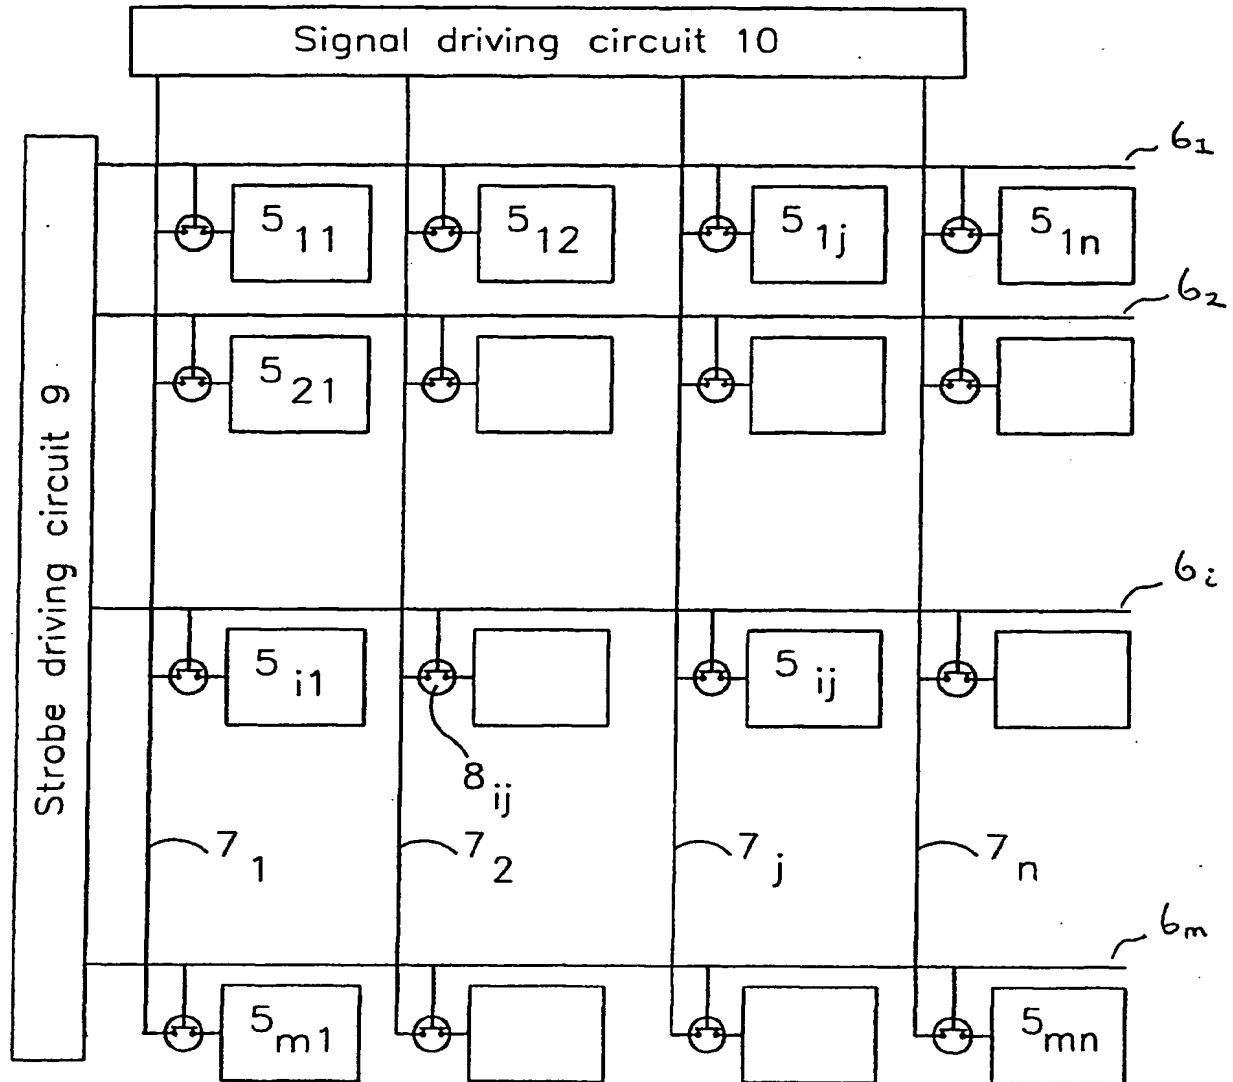 Signal driving circuit 10
6₁
5₁₁ 5₁₂ 5₁ⱼ 5₁ₙ
6₂
5₂₁
Strobe driving circuit 9
6ᵢ
5ᵢ₁ 5ᵢⱼ
8ᵢⱼ
7₁ 7₂ 7ⱼ 7ₙ
6ₘ
5ₘ₁ 5ₘₙ